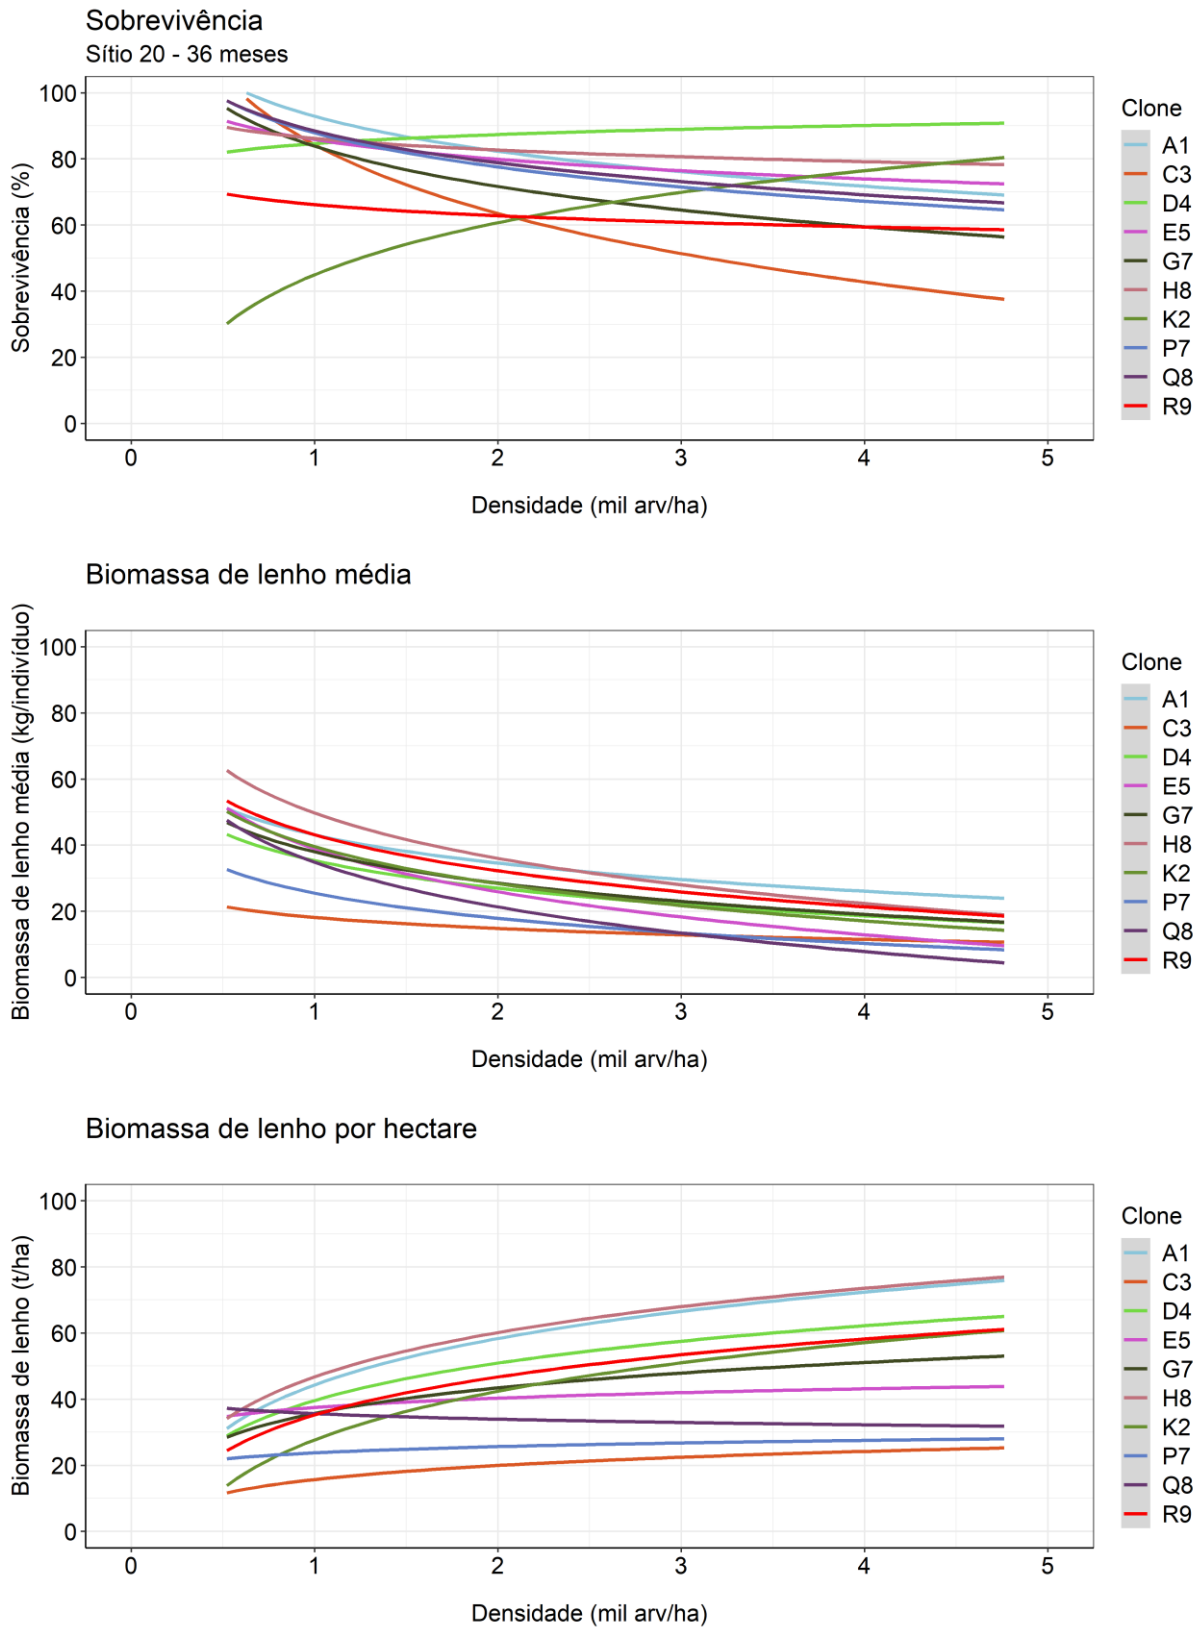 Sobrevivência
Sítio 20 - 36 meses
Sobrevivência (%)
100
80
60
40
20
0
0 1 2 3 4 5
Densidade (mil arv/ha)
Clone
A1
C3
D4
E5
G7
H8
K2
P7
Q8
R9
Biomassa de lenho média
Biomassa de lenho média (kg/indivíduo)
100
80
60
40
20
0
0 1 2 3 4 5
Densidade (mil arv/ha)
Clone
A1
C3
D4
E5
G7
H8
K2
P7
Q8
R9
Biomassa de lenho por hectare
Biomassa de lenho (t/ha)
100
80
60
40
20
0
0 1 2 3 4 5
Densidade (mil arv/ha)
Clone
A1
C3
D4
E5
G7
H8
K2
P7
Q8
R9